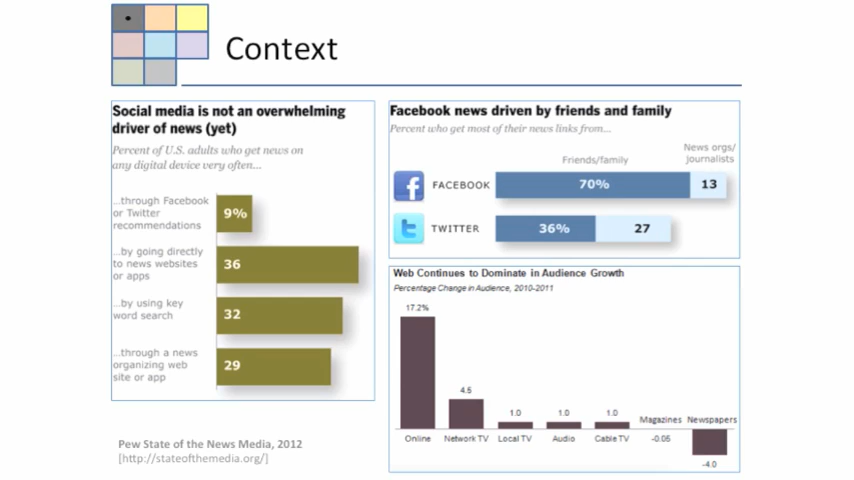 Context
Social media is not an overwhelming
driver of news (yet)
Percent of U.S. adults who get news on
any digital device very often...
...through Facebook
or Twitter
recommendations
9%
...by going directly
to news websites
or apps
36
...by using key
word search
32
...through a news
organizing web
site or app
29
Pew State of the News Media, 2012
[http://stateofthemedia.org/]
Facebook news driven by friends and family
Percent who get most of their news links from...
Friends/family
News orgs/
journalists
f FACEBOOK 70% 13
t TWITTER 36% 27
Web Continues to Dominate in Audience Growth
Percentage Change in Audience, 2010-2011
17.2%
4.5
1.0 1.0 1.0
Magazines Newspapers
Online Network TV Local TV Audio Cable TV -0.05
-4.0